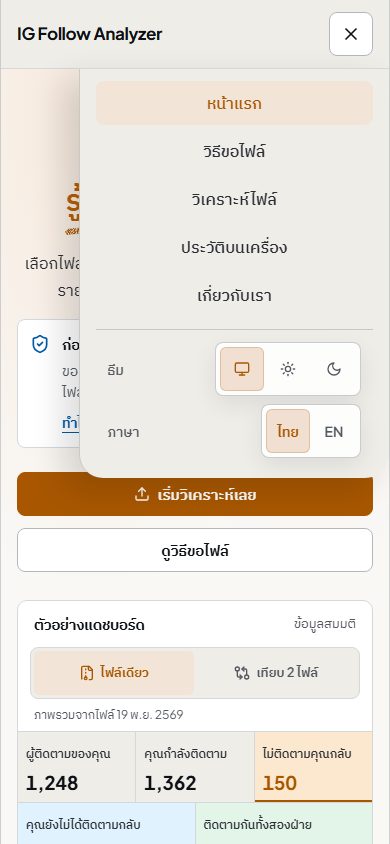 IG Follow Analyzer
หน้าแรก
วิธีขอไฟล์
วิเคราะห์ไฟล์
ประวัติบนเครื่อง
เกี่ยวกับเรา
ธีม
ภาษา
ไทย
EN
รู้
เลือกไฟล
ราย
ก่อ
ขอ
ไฟล
ทำ
เริ่มวิเคราะห์เลย
ดูวิธีขอไฟล์
ตัวอย่างแดชบอร์ด
ข้อมูลสมมติ
ไฟล์เดียว
เทียบ 2 ไฟล์
ภาพรวมจากไฟล์ 19 พ.ย. 2569
ผู้ติดตามของคุณ
1,248
คุณกำลังติดตาม
1,362
ไม่ติดตามคุณกลับ
150
คุณยังไม่ได้ติดตามกลับ
ติดตามกันทั้งสองฝ่าย